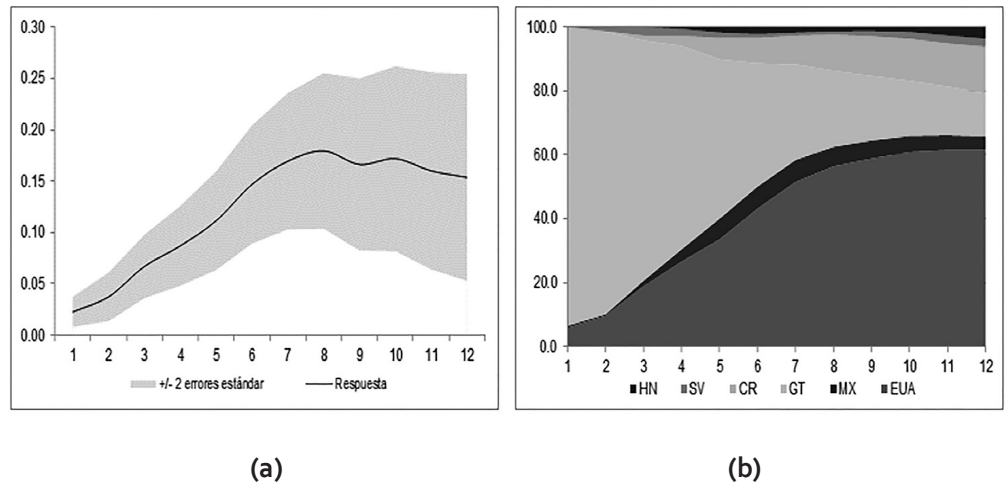 0.30
0.25
0.20
0.15
0.10
0.05
0.00
1 2 3 4 5 6 7 8 9 10 11 12
+/- 2 errores estándar Respuesta
100.0
80.0
60.0
40.0
20.0
0.0
1 2 3 4 5 6 7 8 9 10 11 12
HN SV CR GT MX EUA
(a)
(b)